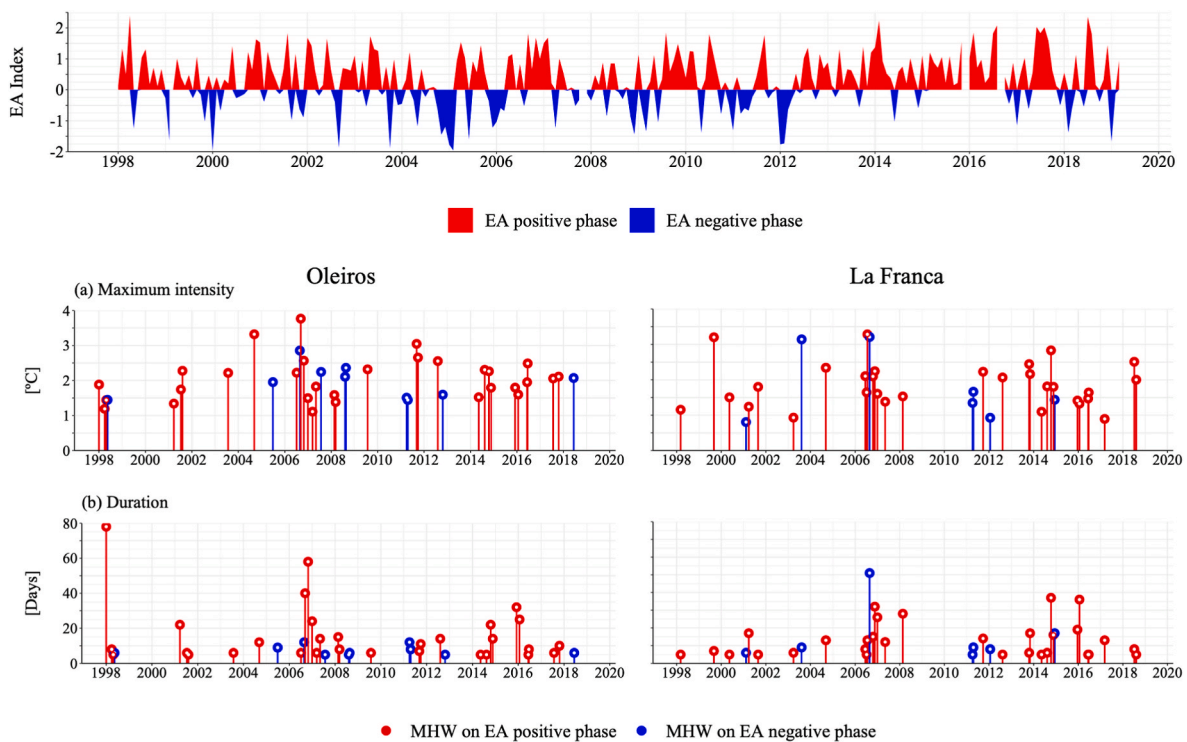 EA Index
2
1
0
-1
-2
1998 2000 2002 2004 2006 2008 2010 2012 2014 2016 2018 2020
EA positive phase EA negative phase
Oleiros La Franca
(a) Maximum intensity
[ºC]
4
3
2
1
0
1998 2000 2002 2004 2006 2008 2010 2012 2014 2016 2018 2020
1998 2000 2002 2004 2006 2008 2010 2012 2014 2016 2018 2020
(b) Duration
[Days]
80
60
40
20
0
1998 2000 2002 2004 2006 2008 2010 2012 2014 2016 2018 2020
1998 2000 2002 2004 2006 2008 2010 2012 2014 2016 2018 2020
MHW on EA positive phase MHW on EA negative phase